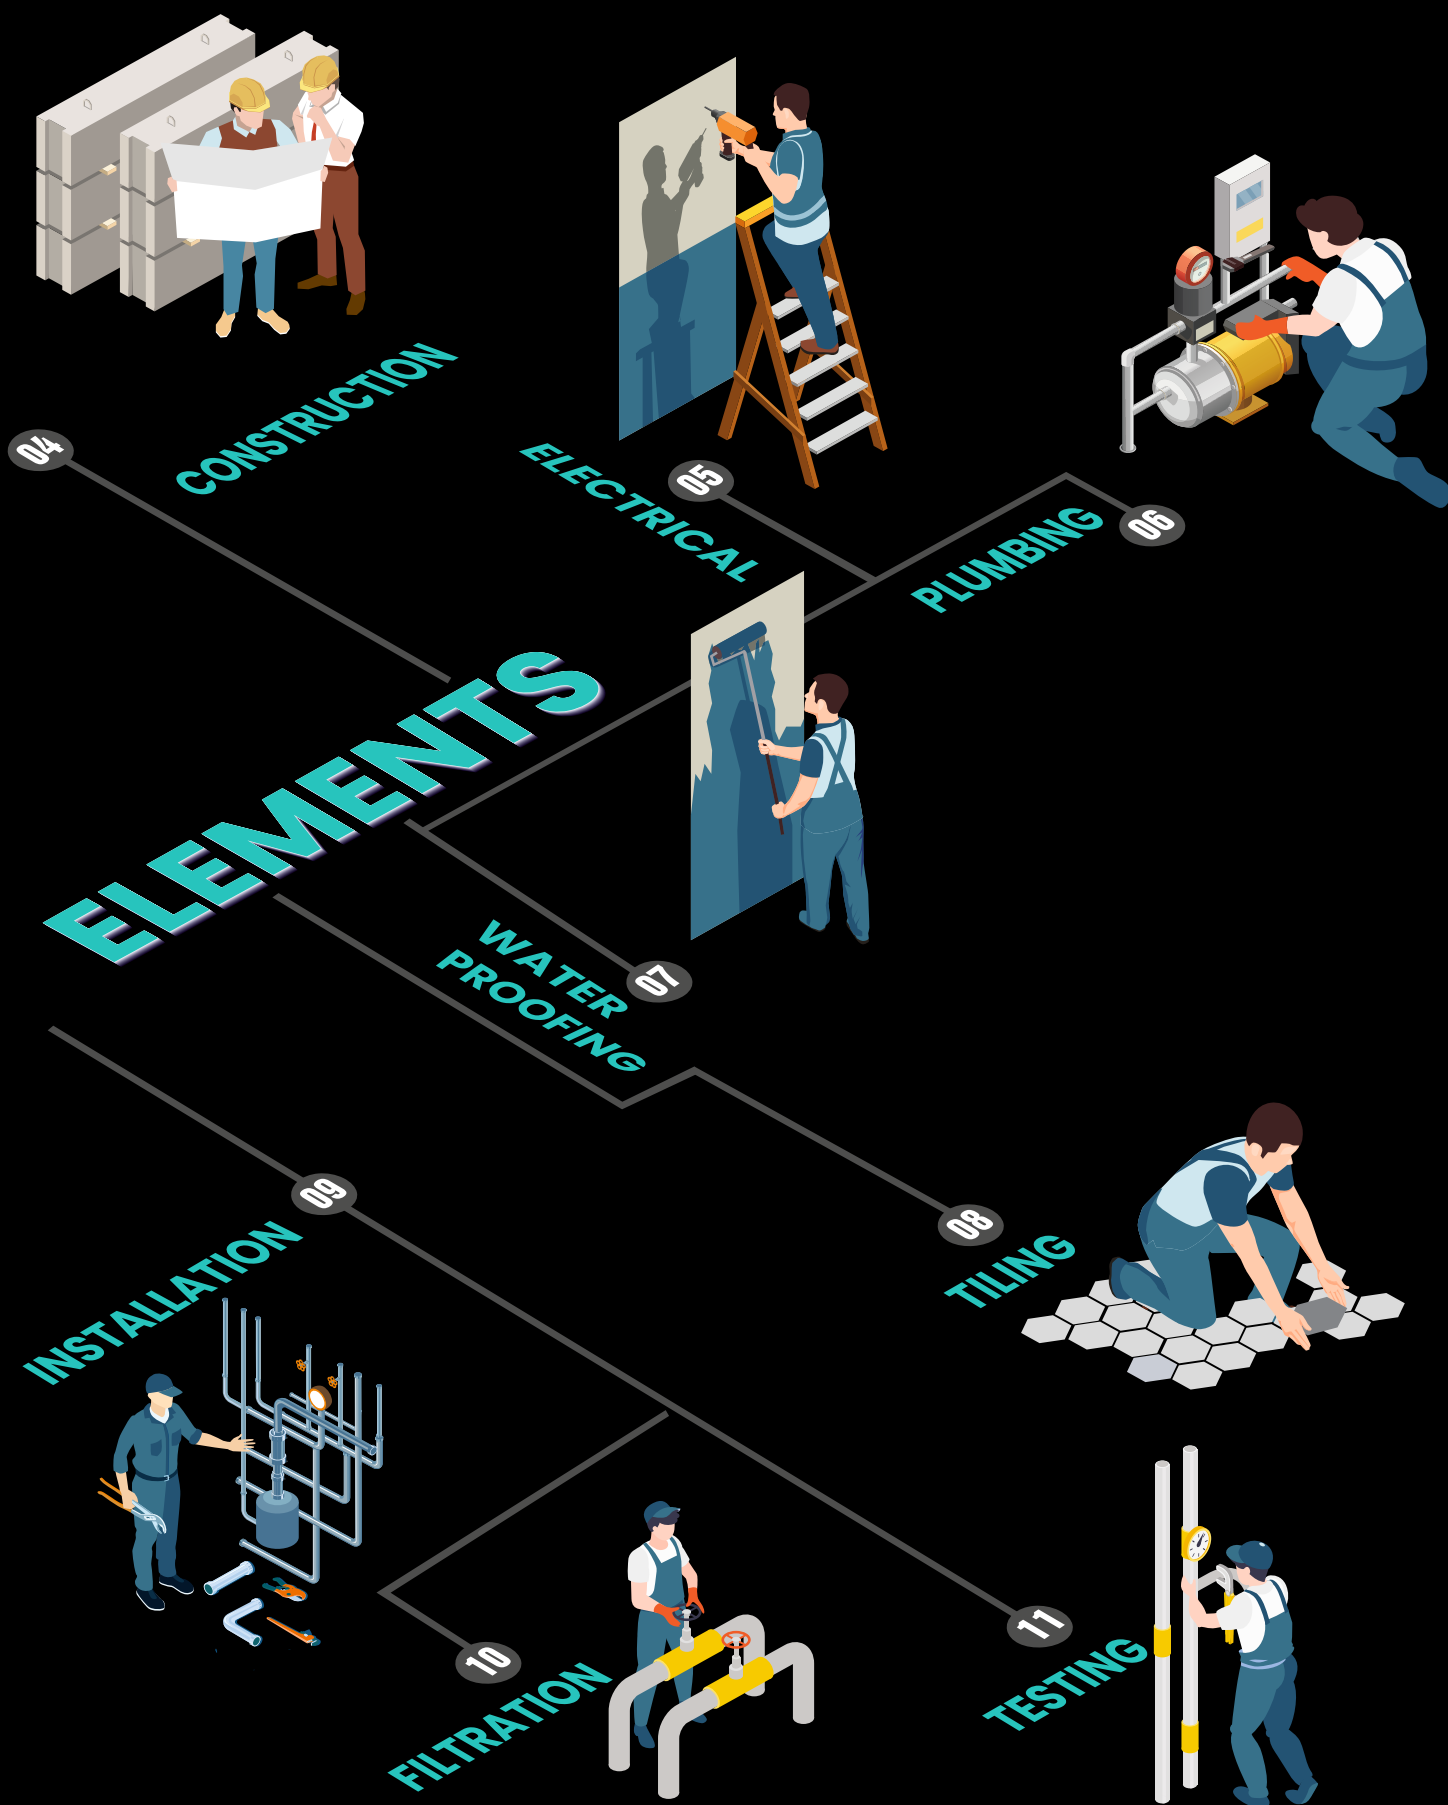 04
CONSTRUCTION
ELECTRICAL
05
PLUMBING
06
ELEMENTS
WATER
PROOFING
07
08
TILING
09
INSTALLATION
10
FILTRATION
11
TESTING